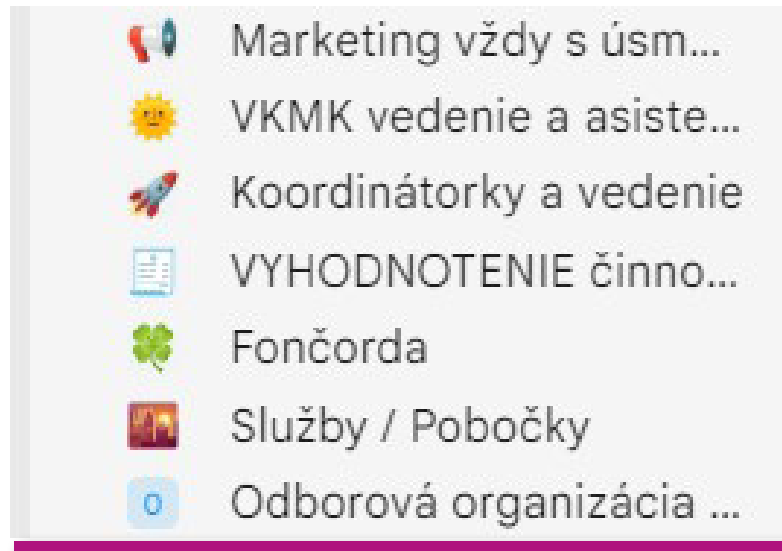 Marketing vždy s úsm...
VKMK vedenie a asiste...
Koordinátorky a vedenie
VYHODNOTENIE činno...
Fončorda
Služby / Pobočky
O Odborová organizácia ...